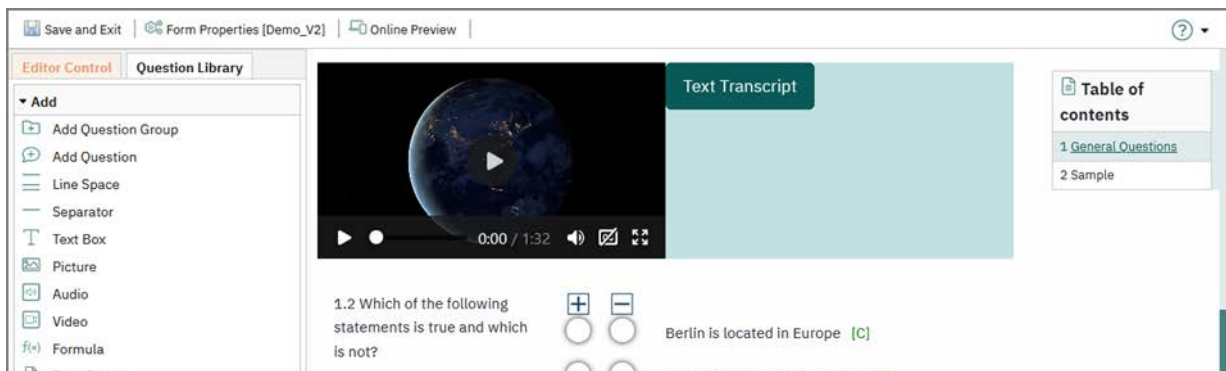 Save and Exit
Form Properties [Demo_V2]
Online Preview
?
Editor Control
Question Library
Add
Add Question Group
Add Question
Line Space
Separator
Text Box
Picture
Audio
Video
f(x) Formula
Text Transcript
0:00 / 1:32
1.2 Which of the following
statements is true and which
is not?
Berlin is located in Europe [C]
Table of
contents
1 General Questions
2 Sample